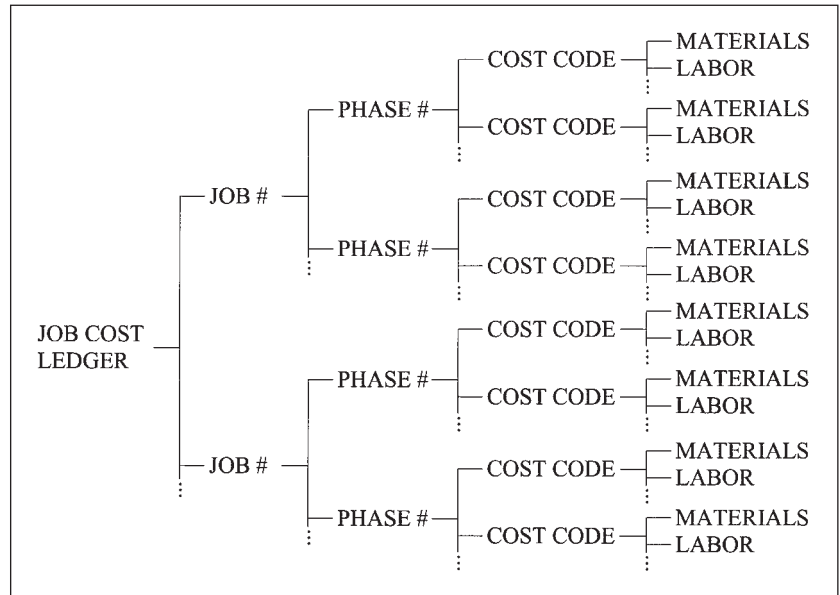 MATERIALS
COST CODE
LABOR
PHASE #
MATERIALS
COST CODE
LABOR
JOB #
MATERIALS
COST CODE
LABOR
PHASE #
MATERIALS
COST CODE
LABOR
JOB COST
LEDGER
MATERIALS
COST CODE
LABOR
PHASE #
MATERIALS
COST CODE
LABOR
JOB #
MATERIALS
COST CODE
LABOR
PHASE #
MATERIALS
COST CODE
LABOR